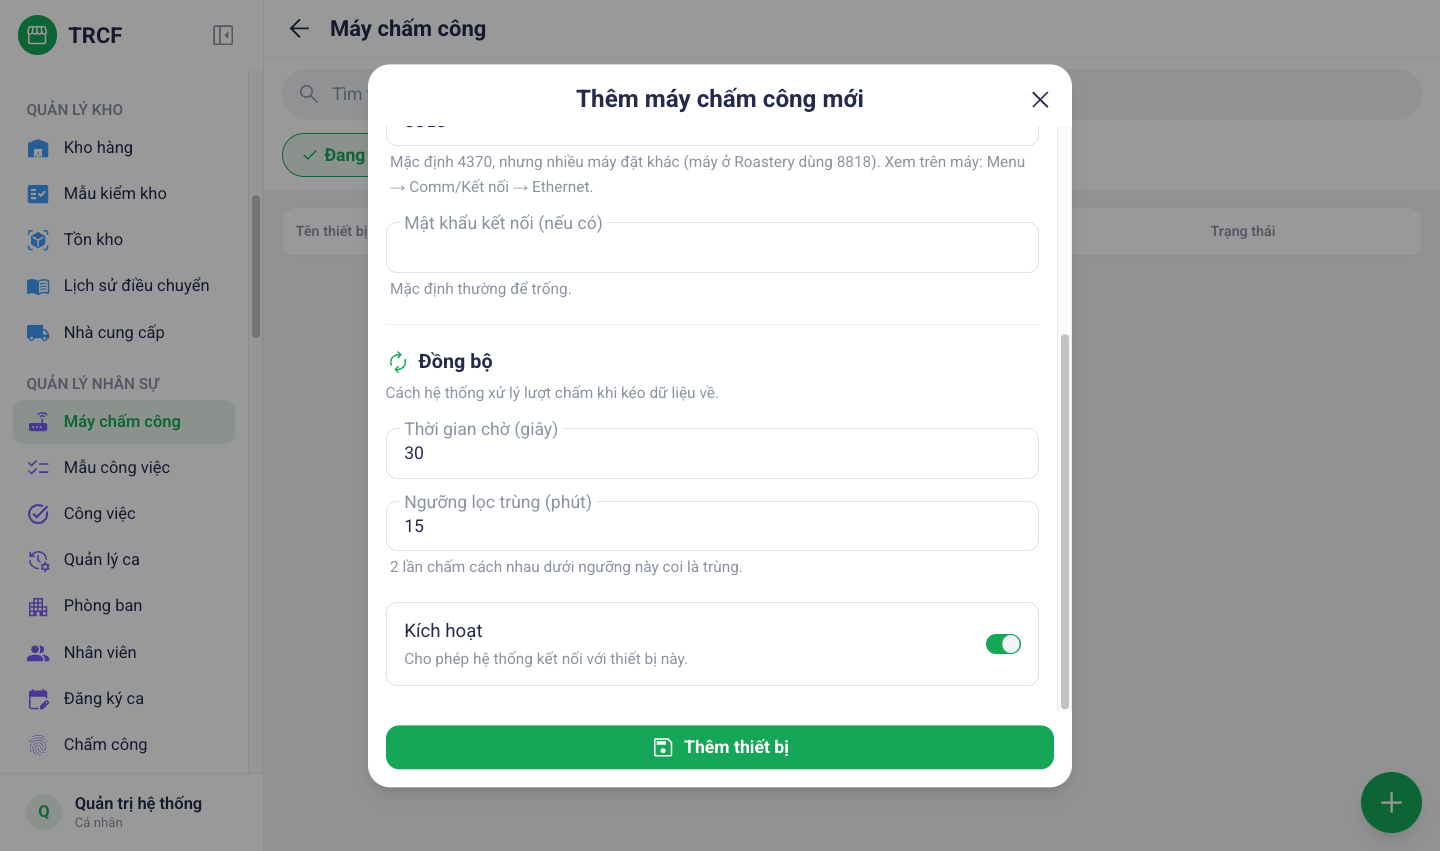 TRCF
Máy chấm công
Tìm
Đang
Tên thiết bị
Trạng thái
QUẢN LÝ KHO
Kho hàng
Mẫu kiểm kho
Tồn kho
Lịch sử điều chuyển
Nhà cung cấp
QUẢN LÝ NHÂN SỰ
Máy chấm công
Mẫu công việc
Công việc
Quản lý ca
Phòng ban
Nhân viên
Đăng ký ca
Chấm công
Q
Quản trị hệ thống
Cá nhân
Thêm máy chấm công mới
Mặc định 4370, nhưng nhiều máy đặt khác (máy ở Roastery dùng 8818). Xem trên máy: Menu
→ Comm/Kết nối → Ethernet.
Mật khẩu kết nối (nếu có)
Mặc định thường để trống.
Đồng bộ
Cách hệ thống xử lý lượt chấm khi kéo dữ liệu về.
Thời gian chờ (giây)
30
Ngưỡng lọc trùng (phút)
15
2 lần chấm cách nhau dưới ngưỡng này coi là trùng.
Kích hoạt
Cho phép hệ thống kết nối với thiết bị này.
Thêm thiết bị